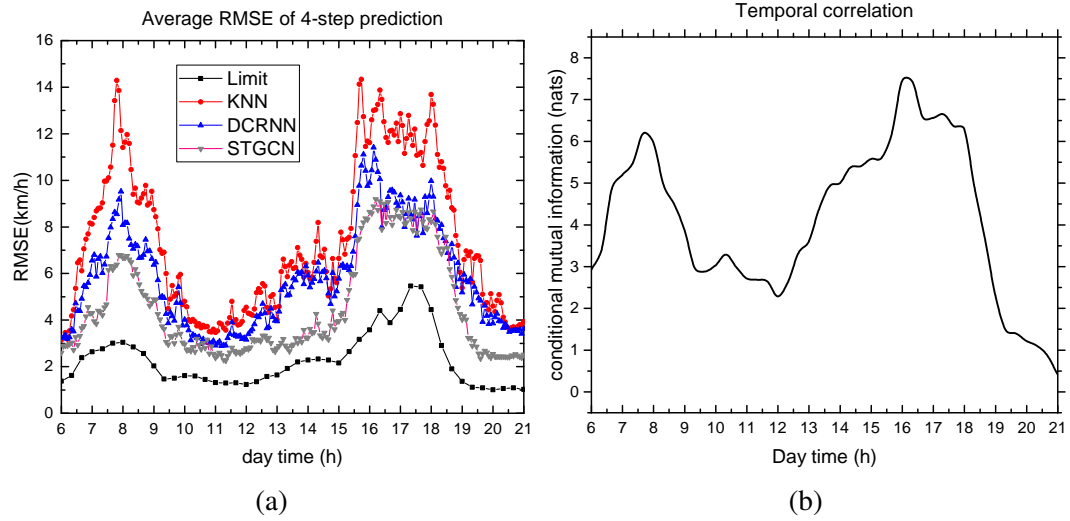 Average RMSE of 4-step prediction
16
14
12
10
8
6
4
2
0
RMSE(km/h)
Limit
KNN
DCRNN
STGCN
6 7 8 9 10 11 12 13 14 15 16 17 18 19 20 21
day time (h)
(a)
Temporal correlation
8
7
6
5
4
3
2
1
0
conditional mutual information (nats)
6 7 8 9 10 11 12 13 14 15 16 17 18 19 20 21
Day time (h)
(b)